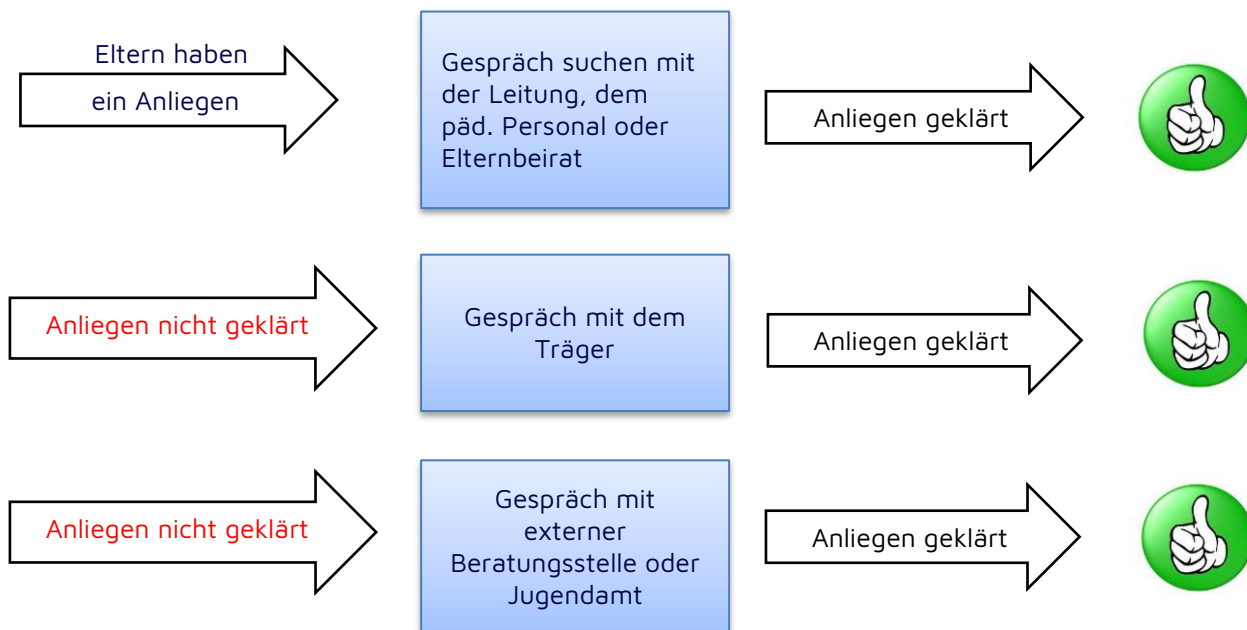 Eltern haben
ein Anliegen
Gespräch suchen mit
der Leitung, dem
päd. Personal oder
Elternbeirat
Anliegen geklärt
Anliegen nicht geklärt
Gespräch mit dem
Träger
Anliegen geklärt
Anliegen nicht geklärt
Gespräch mit
externer
Beratungsstelle oder
Jugendamt
Anliegen geklärt